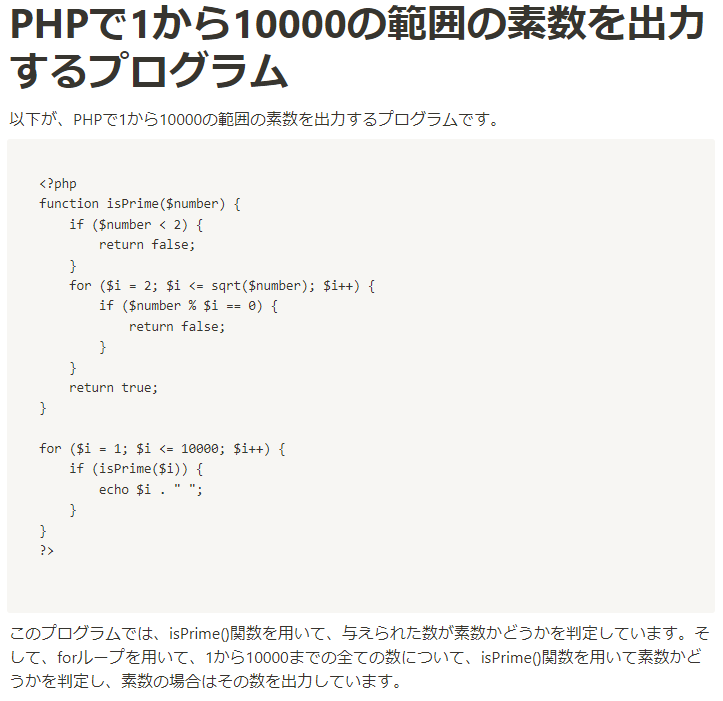 PHPで1から10000の範囲の素数を出力
するプログラム
以下が、PHPで1から10000の範囲の素数を出力するプログラムです。
<?php
function isPrime($number) {
    if ($number < 2) {
        return false;
    }
    for ($i = 2; $i <= sqrt($number); $i++) {
        if ($number % $i == 0) {
            return false;
        }
    }
    return true;
}

for ($i = 1; $i <= 10000; $i++) {
    if (isPrime($i)) {
        echo $i . " ";
    }
}
?>
このプログラムでは、isPrime()関数を用いて、与えられた数が素数かどうかを判定しています。そ
して、forループを用いて、1から10000までの全ての数について、isPrime()関数を用いて素数かど
うかを判定し、素数の場合はその数を出力しています。